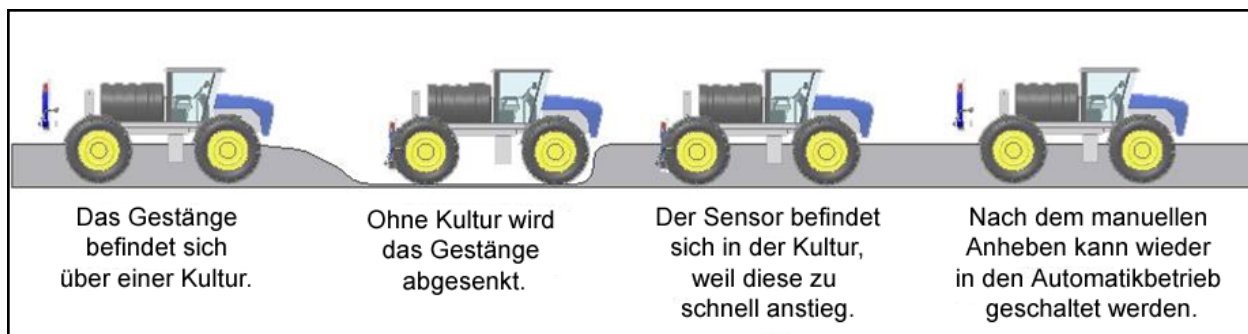 Das Gestänge
befindet sich
über einer Kultur.
Ohne Kultur wird
das Gestänge
abgesenkt.
Der Sensor befindet
sich in der Kultur,
weil diese zu
schnell anstieg.
Nach dem manuellen
Anheben kann wieder
in den Automatikbetrieb
geschaltet werden.